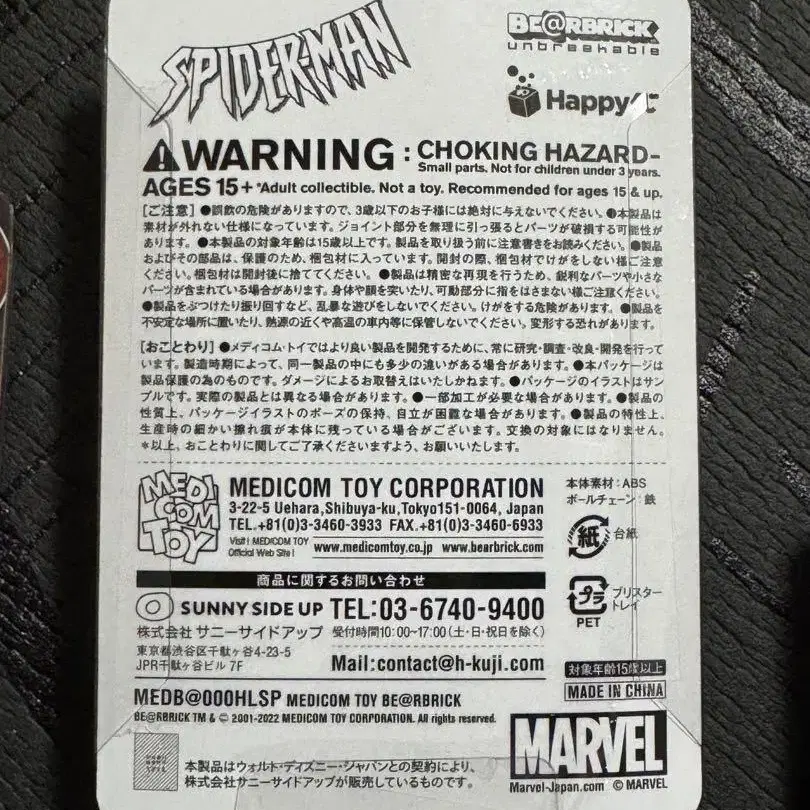 SPIDER-MAN
BE@RBRICK
unbreakable
Happyくじ
WARNING : CHOKING HAZARD-
Small parts. Not for children under 3 years.
AGES 15+ *Adult collectible. Not a toy. Recommended for ages 15 & up.
[ご注意] ●誤飲の危険がありますので、3歳以下のお子様には絶対に与えないでください。●本製品は
素材が外れない仕様になっています。ジョイント部分を無理に引っ張るとパーツが破損する可能性が
あります。●本製品の対象年齢は15歳以上です。製品を取り扱う前に注意書きをお読みください。●製品
およびその部品は、保護のため、梱包材に入っています。開封の際、梱包材でけがをしない様ご注意
ください。梱包材は開封後に捨ててください。●製品は精密な再現を行うため、鋭利なパーツや小さな
パーツが含まれている場合があります。身体や顔を突いたり、可動部分に指をはさまない様ご注意ください。
●製品をぶつけたり振り回すなど、乱暴な遊びをしないでください。けがをする危険があります。●製品を
不安定な場所に置いたり、熱源の近くや高温の車内等に保管しないでください。変形する恐れがあります。
[おことわり] ●メディコム・トイではより良い製品を開発するために、常に研究・調査・改良・開発を行って
います。製造時期によって、同一製品の中にも多少の違いがある場合があります。●本パッケージは
製品保護の為のものです。ダメージによるお取替えはいたしかねます。●パッケージのイラストはサン
プルです。実際の製品とは異なる場合があります。●一部加工が必要な場合があります。●製品の
性質上、パッケージイラストのポーズの保持、自立が困難な場合があります。●製品の特性上、
生産時の細かい擦れ痕が本体に残っている場合がございます。交換の対象にはなりません。
*以上、おことわりに関してご了承くださいますよう、お願いいたします。
MEDI
COM
TOY
MEDICOM TOY CORPORATION
3-22-5 Uehara,Shibuya-ku,Tokyo151-0064, Japan
TEL.+81(0)3-3460-3933 FAX.+81(0)3-3460-6933
Visit! MEDICOM TOY
Official Web Site!
www.medicomtoy.co.jp www.bearbrick.com
本体素材:ABS
ボールチェーン:鉄
紙 台紙
プラ ブリスター
トレイ
PET
商品に関するお問い合わせ
SUNNY SIDE UP TEL:03-6740-9400
株式会社 サニーサイドアップ 受付時間10:00~17:00(土・日・祝日を除く)
東京都渋谷区千駄ヶ谷4-23-5
JPR千駄ヶ谷ビル 7F
Mail:contact@h-kuji.com
対象年齢15歳以上
MADE IN CHINA
MEDB@000HLSP MEDICOM TOY BE@RBRICK
BE@RBRICK TM & © 2001-2022 MEDICOM TOY CORPORATION. All rights reserved.
本製品はウォルト・ディズニー・ジャパンとの契約により、
株式会社サニーサイドアップが販売しているものです。
MARVEL
Marvel-Japan.com © MARVEL